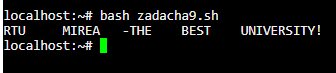 localhost:~# bash zadacha9.sh
RTU     MIREA   -THE    BEST    UNIVERSITY!
localhost:~#